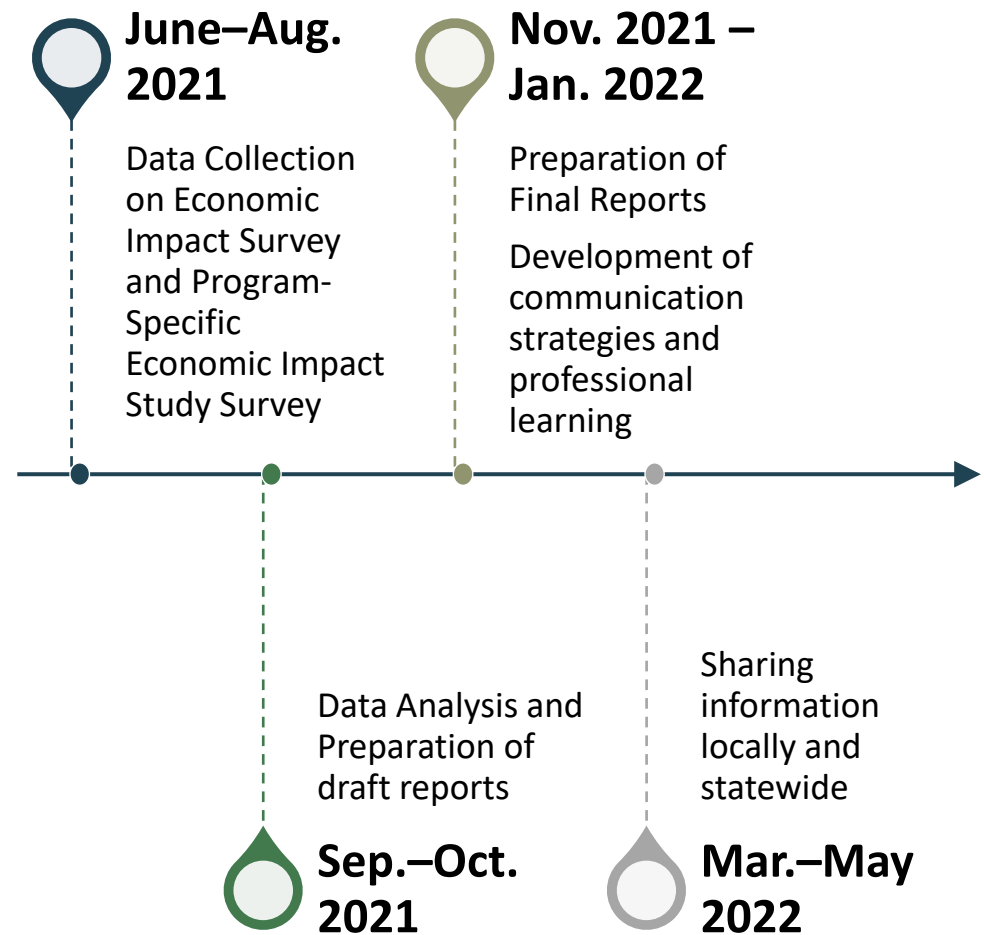 June–Aug.
2021
Data Collection
on Economic
Impact Survey
and Program-
Specific
Economic Impact
Study Survey
Nov. 2021 –
Jan. 2022
Preparation of
Final Reports
Development of
communication
strategies and
professional
learning
Data Analysis and
Preparation of
draft reports
Sep.–Oct.
2021
Sharing
information
locally and
statewide
Mar.–May
2022